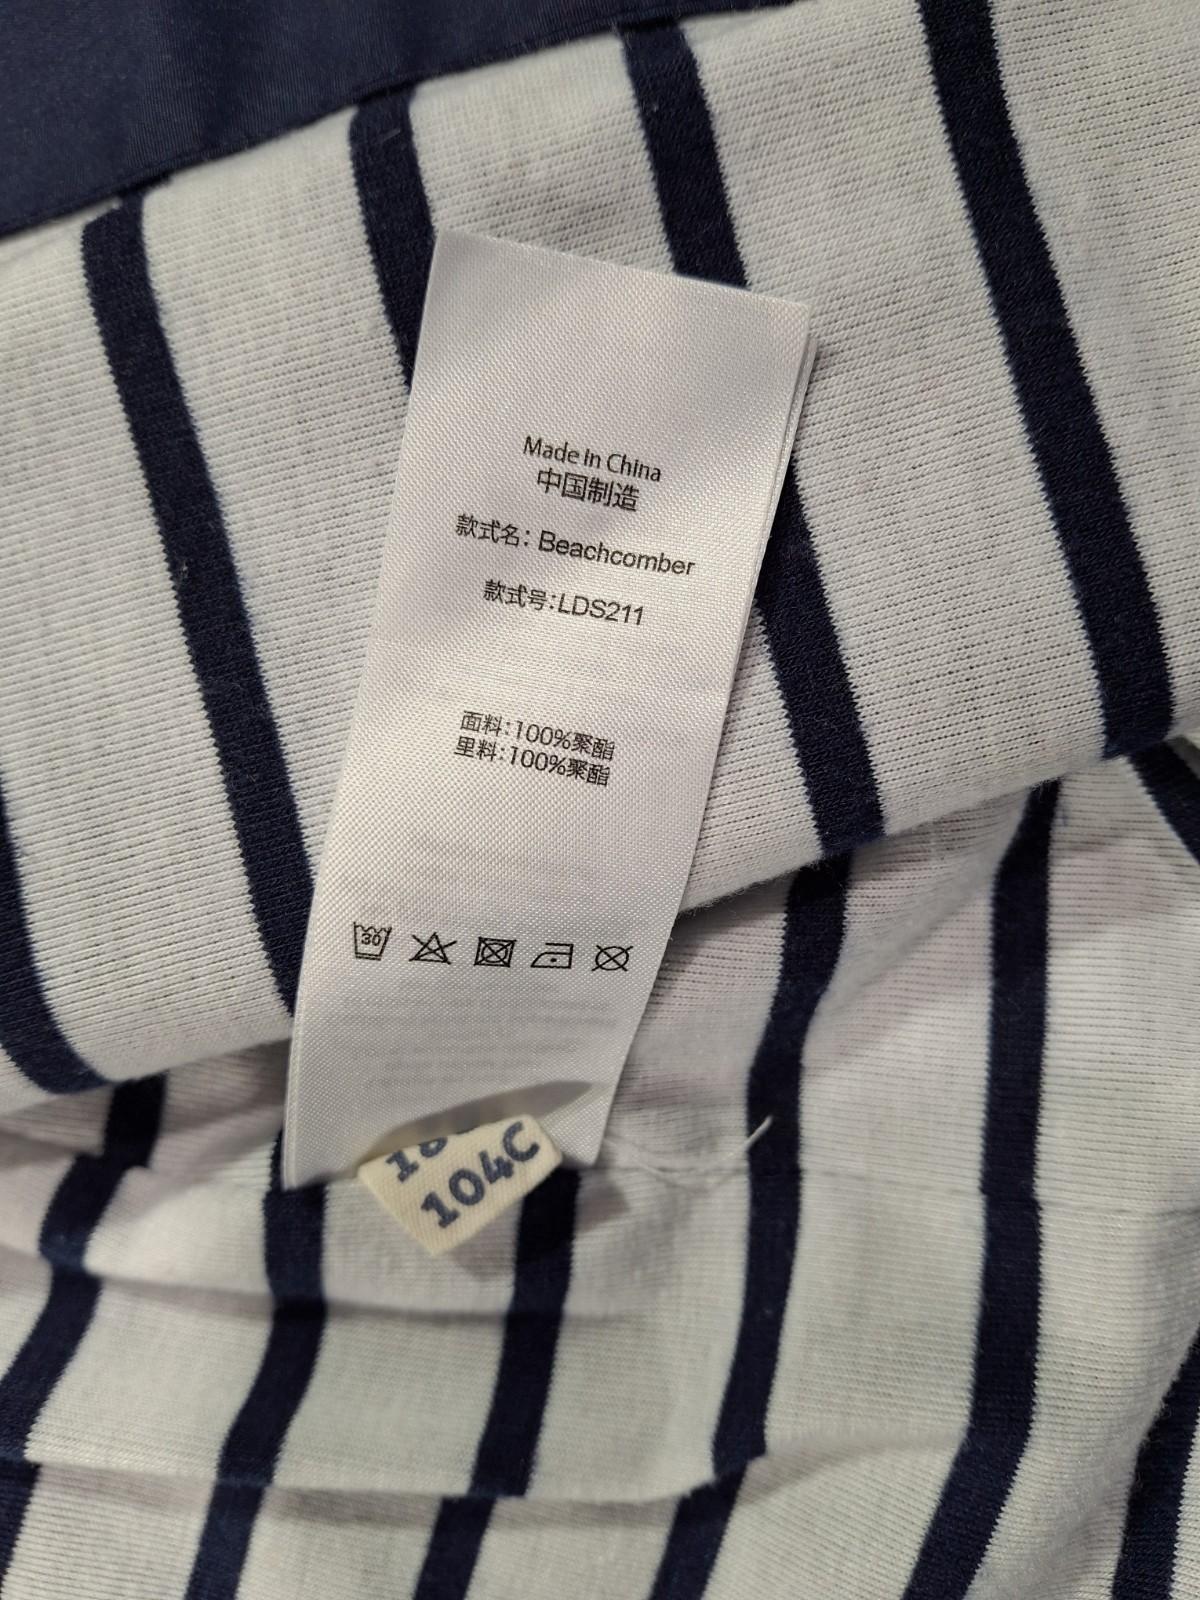 Made In China
中国制造
款式名: Beachcomber
款式号:LDS211
面料:100%聚酯
里料:100%聚酯
30
104C